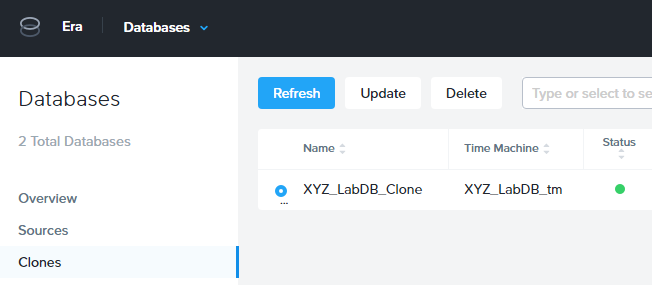 Era Databases
Databases
2 Total Databases
Overview
Sources
Clones
Refresh Update Delete Type or select to se
Name Time Machine Status
XYZ_LabDB_Clone XYZ_LabDB_tm
...